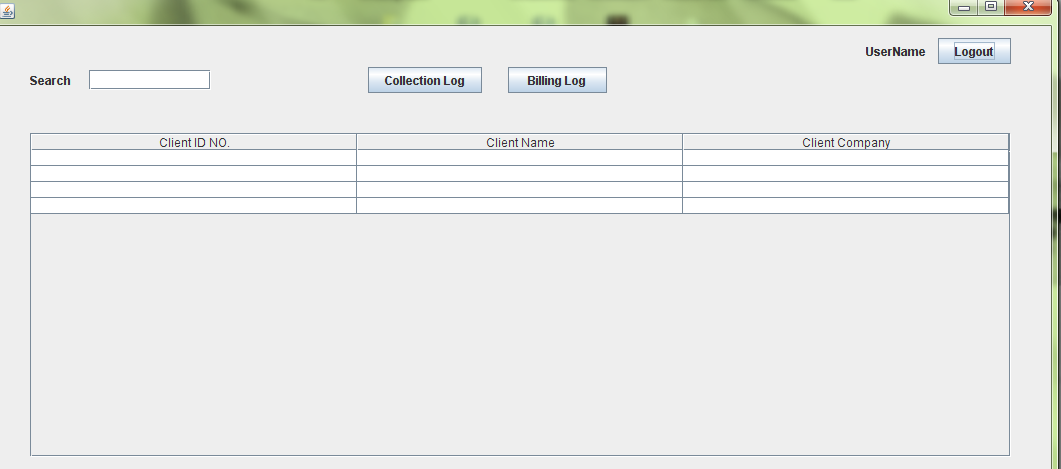 UserName Logout
Search Collection Log Billing Log
Client ID NO. Client Name Client Company